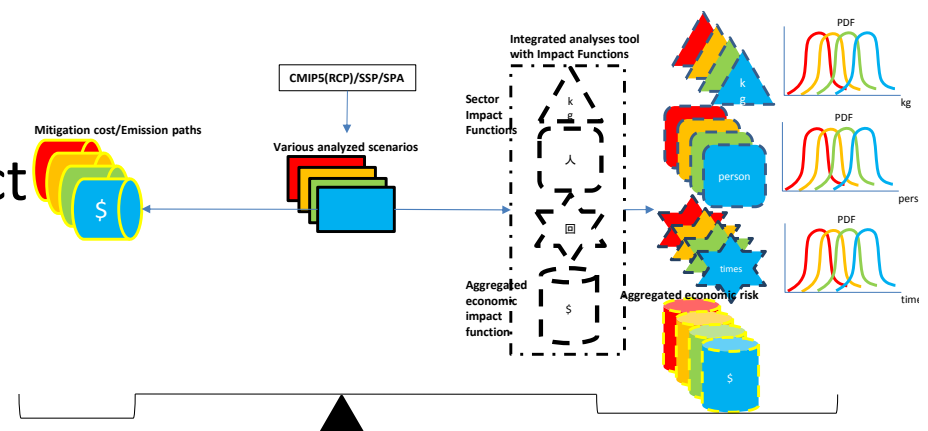 Integrated analyses tool
with Impact Functions
CMIP5(RCP)/SSP/SPA
Sector
Impact
Functions
Mitigation cost/Emission paths
Various analyzed scenarios
ct
$
k
g
人
回
$
Aggregated
economic
impact
function
k
g
person
times
Aggregated economic risk
$
PDF
kg
PDF
pers
PDF
time